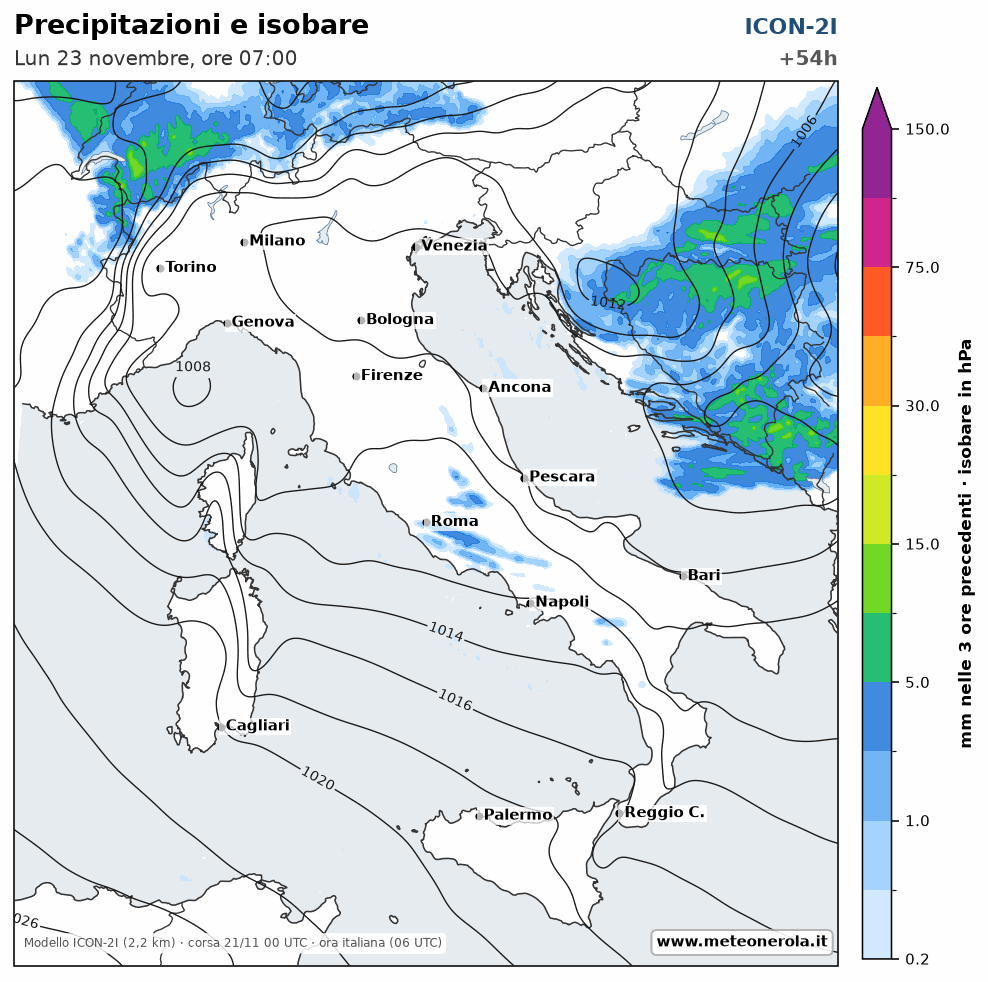 Precipitazioni e isobare
ICON-2I
Lun 23 novembre, ore 07:00
+54h
1006
150.0
Milano
Venezia
Torino
75.0
1012
Genova
Bologna
1008
Firenze
Ancona
30.0
Pescara
Roma
15.0
Bari
Napoli
1014
5.0
1016
Cagliari
1020
Palermo
Reggio C.
1.0
026
Modello ICON-2I (2,2 km) · corsa 21/11 00 UTC · ora italiana (06 UTC)
www.meteonerola.it
0.2
mm nelle 3 ore precedenti · isobare in hPa